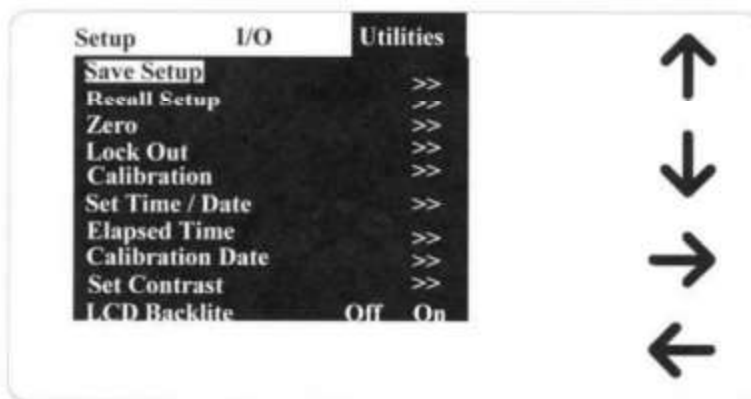 Setup I/O Utilities
Save Setup >>
Recall Setup >>
Zero >>
Lock Out >>
Calibration >>
Set Time / Date >>
Elapsed Time >>
Calibration Date >>
Set Contrast >>
LCD Backlite Off On